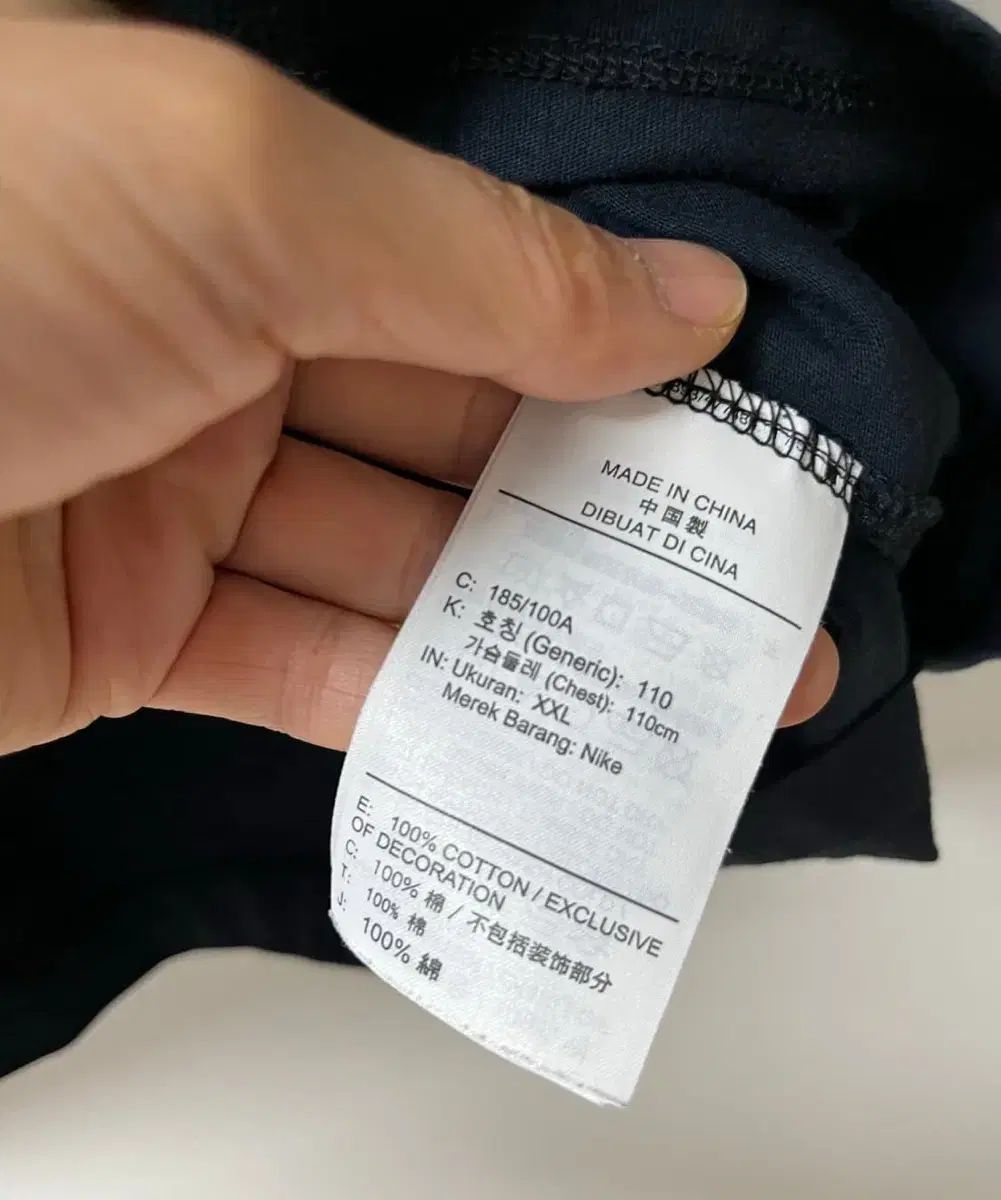 MADE IN CHINA
中国製
DIBUAT DI CINA
C: 185/100A
K: 호칭 (Generic): 110
가슴둘레 (Chest): 110cm
IN: Ukuran: XXL
Merek Barang: Nike
E: 100% COTTON / EXCLUSIVE
OF DECORATION
C: 100% 棉 / 不包括装饰部分
T: 100% 棉
J: 100% 綿